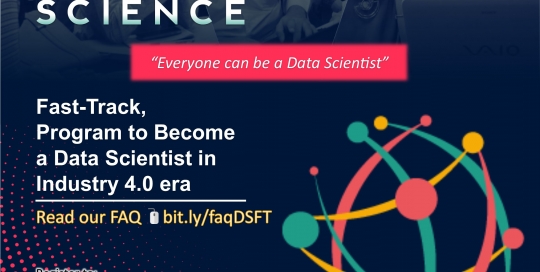 SCIENCE
VAIO
“Everyone can be a Data Scientist”
Fast-Track,
Program to Become
a Data Scientist in
Industry 4.0 era
Read our FAQ bit.ly/faqDSFT